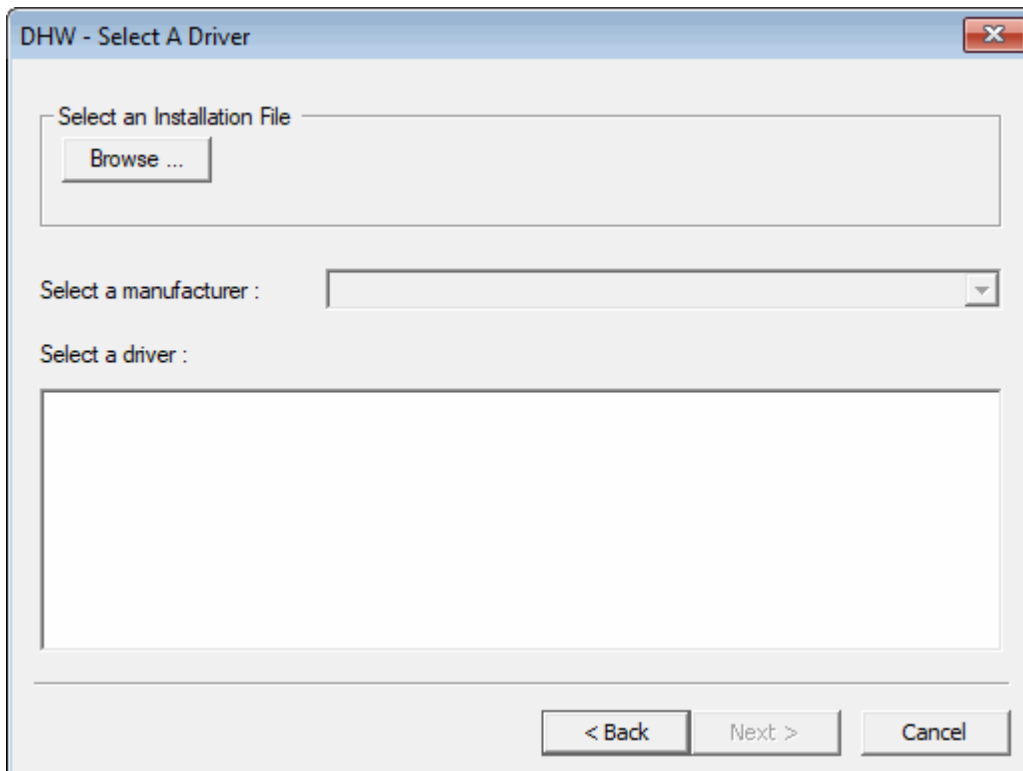 DHW - Select A Driver
Select an Installation File
Browse ...
Select a manufacturer :
Select a driver :
< Back
Next >
Cancel